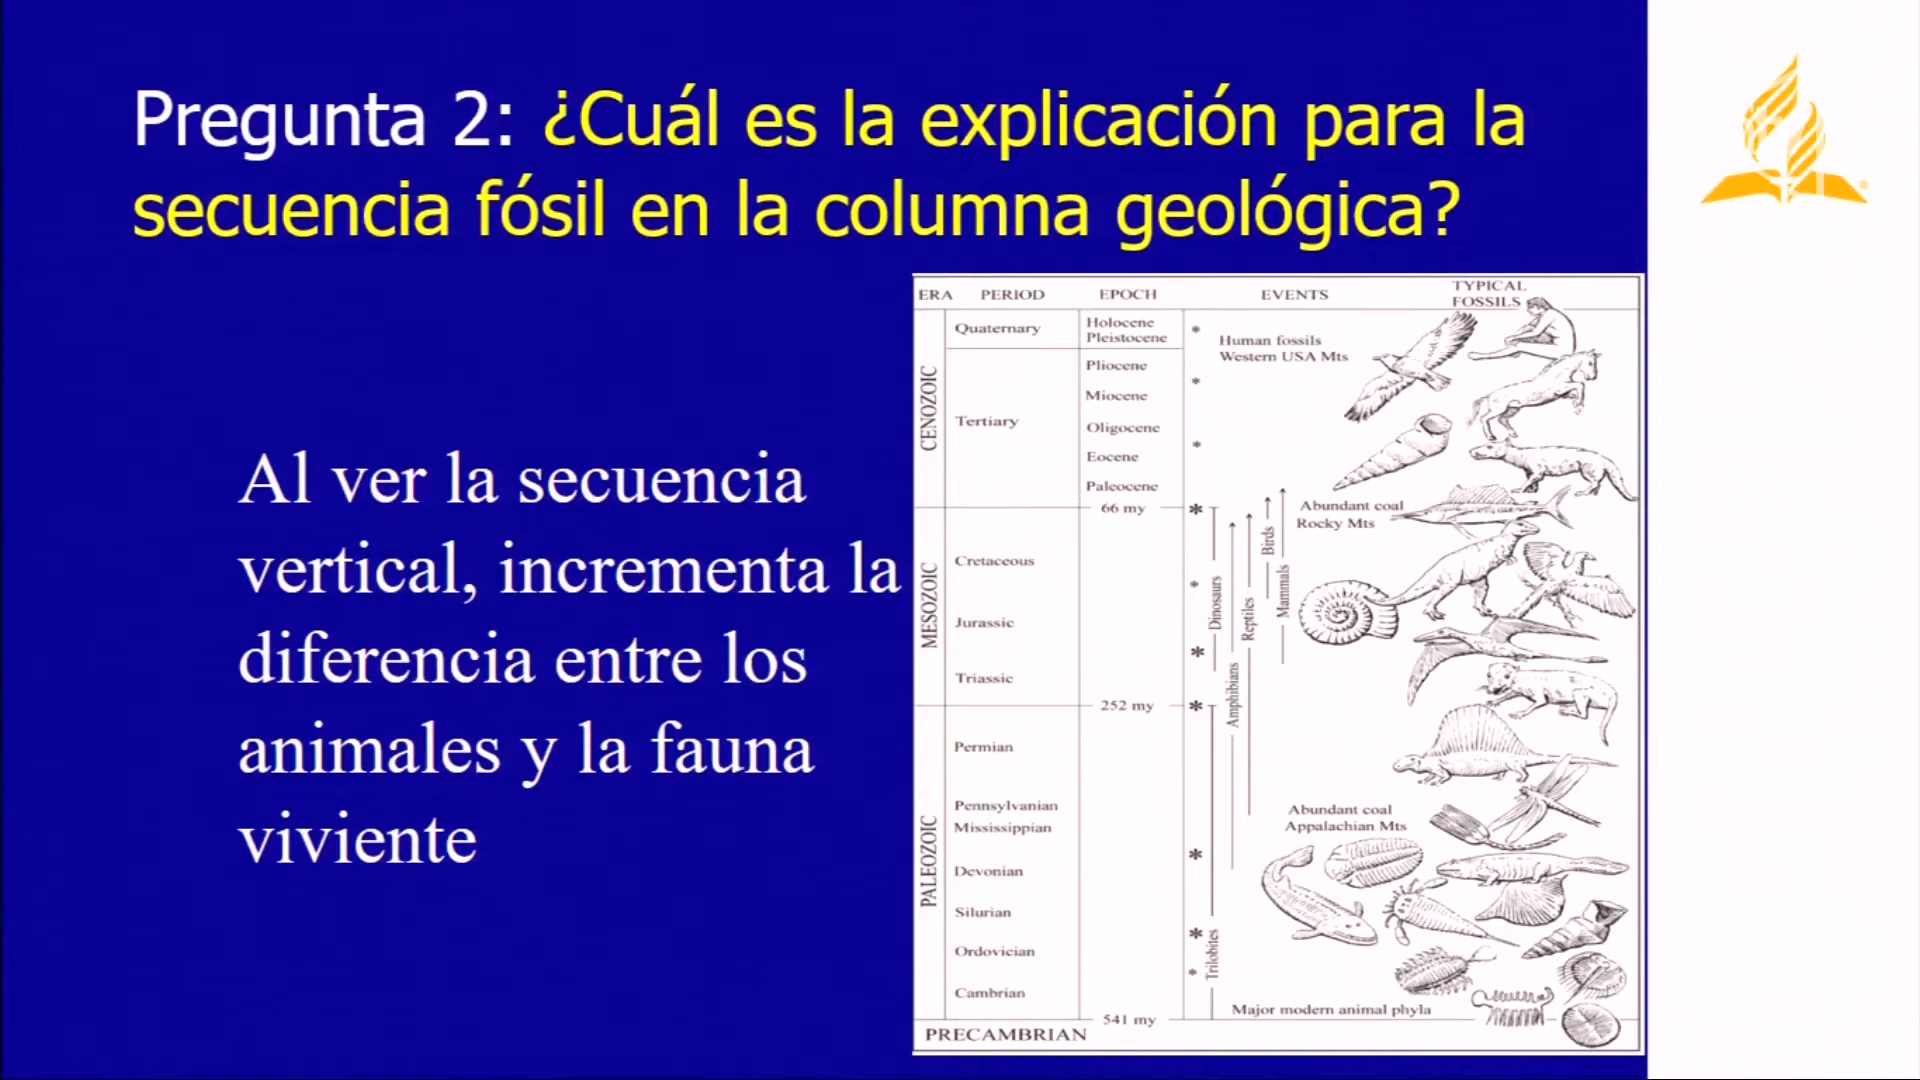 Pregunta 2: ¿Cuál es la explicación para la
secuencia fósil en la columna geológica?
Al ver la secuencia
vertical, incrementa la
diferencia entre los
animales y la fauna
viviente
ERA PERIOD EPOCH EVENTS TYPICAL
FOSSILS
CENOZOIC
Quaternary
Holocene
Pleistocene
Human fossils
Western USA Mts
Tertiary
Pliocene
Miocene
Oligocene
Eocene
Paleocene
66 my
Abundant coal
Rocky Mts
MESOZOIC
Cretaceous
Jurassic
Triassic
Dinosaurs
Amphibians
Reptiles
Birds
Mammals
252 my
PALEOZOIC
Permian
Pennsylvanian
Mississippian
Abundant coal
Appalachian Mts
Devonian
Silurian
Ordovician
Cambrian
Trilobites
Major modern animal phyla
541 my
PRECAMBRIAN